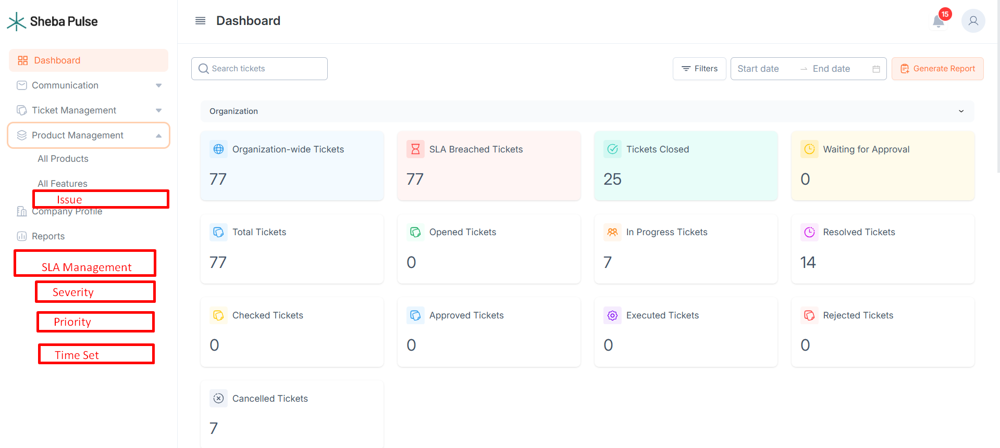 Sheba Pulse
Dashboard
Communication
Ticket Management
Product Management
All Products
All Features
Issue
Company Profile
Reports
SLA Management
Severity
Priority
Time Set
Dashboard
15
Search tickets
Filters
Start date
End date
Generate Report
Organization
Organization-wide Tickets
77
SLA Breached Tickets
77
Tickets Closed
25
Waiting for Approval
0
Total Tickets
77
Opened Tickets
0
In Progress Tickets
7
Resolved Tickets
14
Checked Tickets
0
Approved Tickets
0
Executed Tickets
0
Rejected Tickets
0
Cancelled Tickets
7